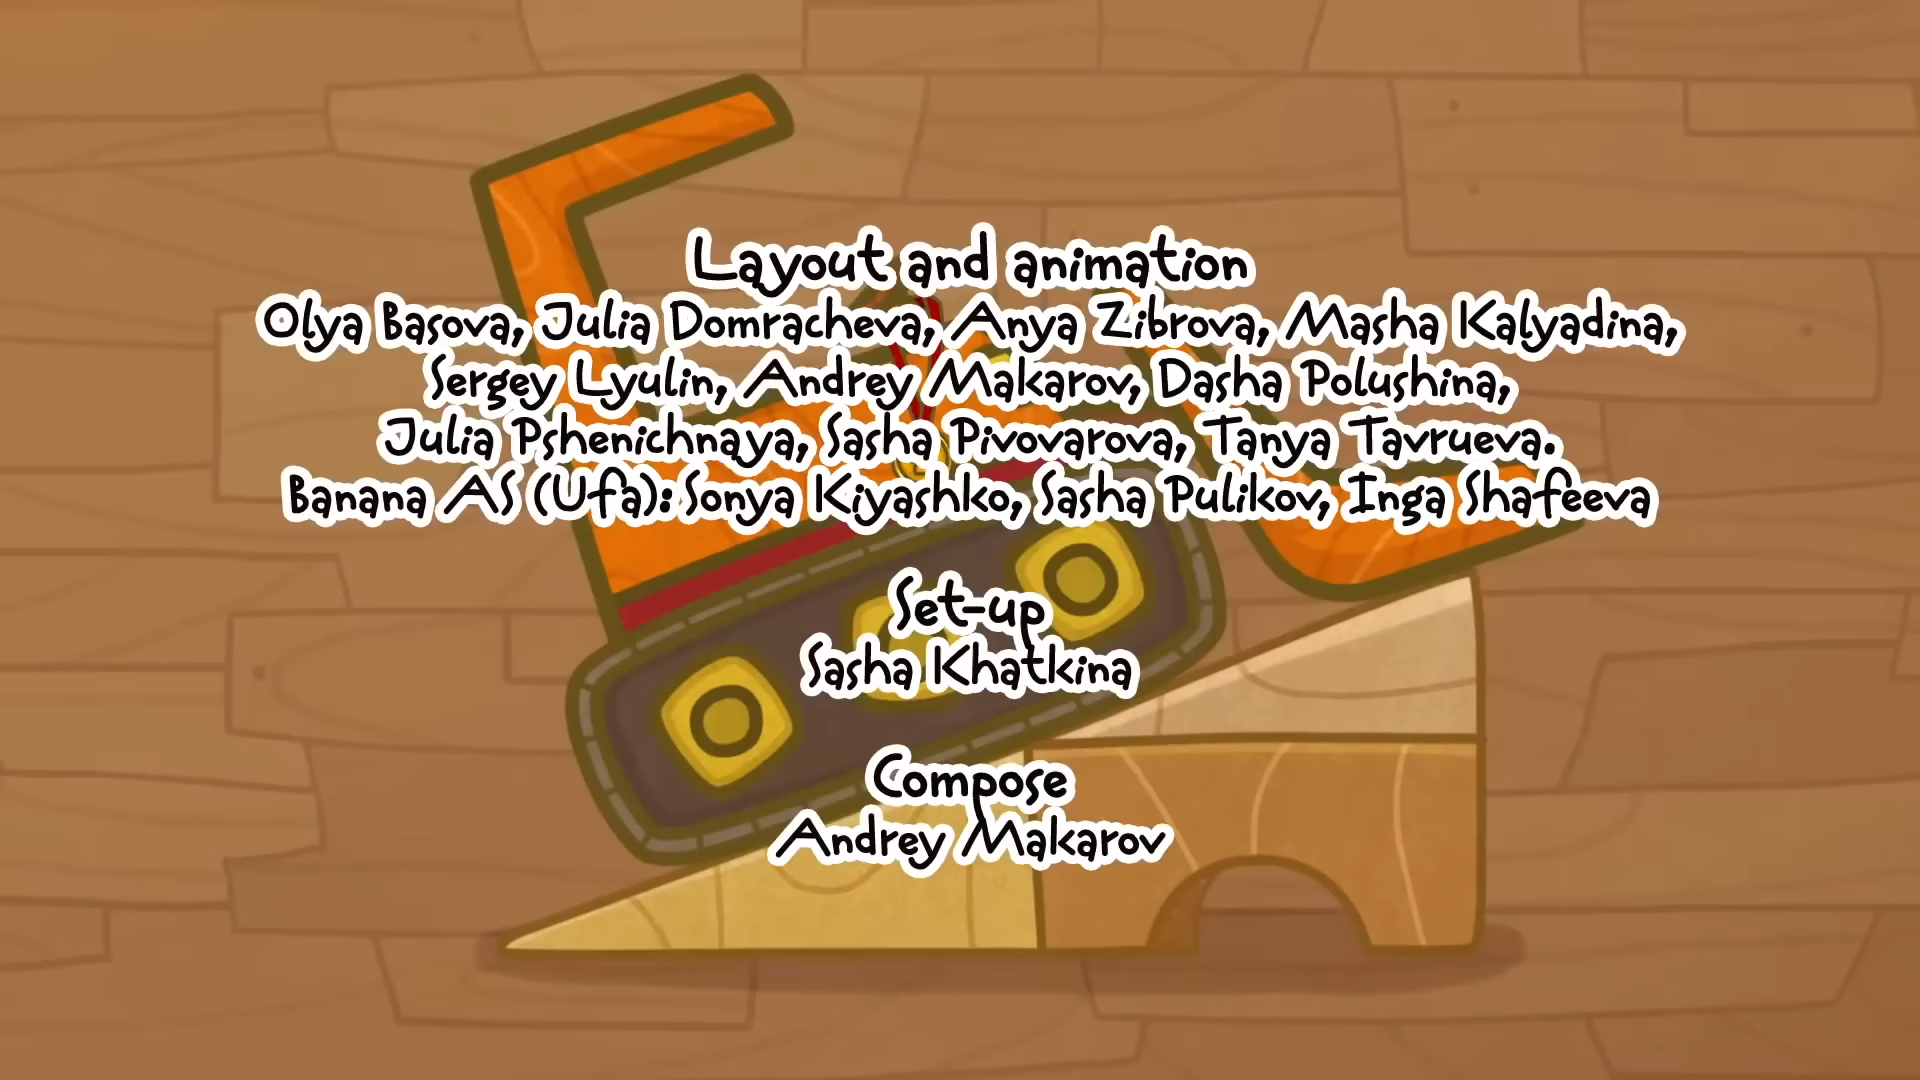 Layout and animation
Olya Basova, Julia Domracheva, Anya Zibrova, Masha Kalyadina,
Sergey Lyulin, Andrey Makarov, Dasha Polushina,
Julia Pshenichnaya, Sasha Pivovarova, Tanya Tavrueva.
Banana AS (Ufa): Sonya Kiyashko, Sasha Pulikov, Inga Shafeeva
Set-up
Sasha Khatkina
Compose
Andrey Makarov